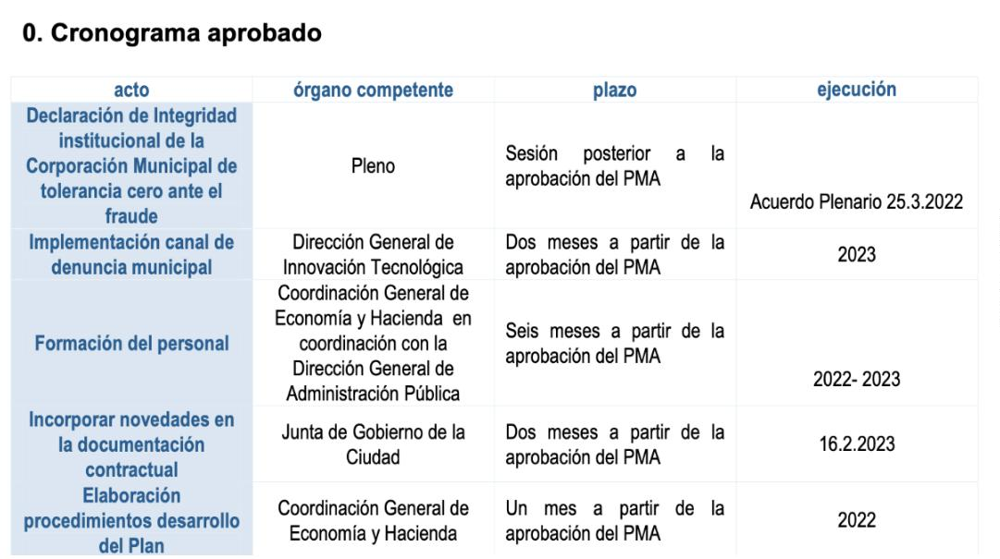 0. Cronograma aprobado
acto
órgano competente
plazo
ejecución
Declaración de Integridad
institucional de la
Corporación Municipal de
tolerancia cero ante el
fraude
Pleno
Sesión posterior a la
aprobación del PMA
Acuerdo Plenario 25.3.2022
Implementación canal de
denuncia municipal
Dirección General de
Innovación Tecnológica
Dos meses a partir de la
aprobación del PMA
2023
Formación del personal
Coordinación General de
Economía y Hacienda en
coordinación con la
Dirección General de
Administración Pública
Seis meses a partir de la
aprobación del PMA
2022- 2023
Incorporar novedades en
la documentación
contractual
Junta de Gobierno de la
Ciudad
Dos meses a partir de la
aprobación del PMA
16.2.2023
Elaboración
procedimientos desarrollo
del Plan
Coordinación General de
Economía y Hacienda
Un mes a partir de la
aprobación del PMA
2022